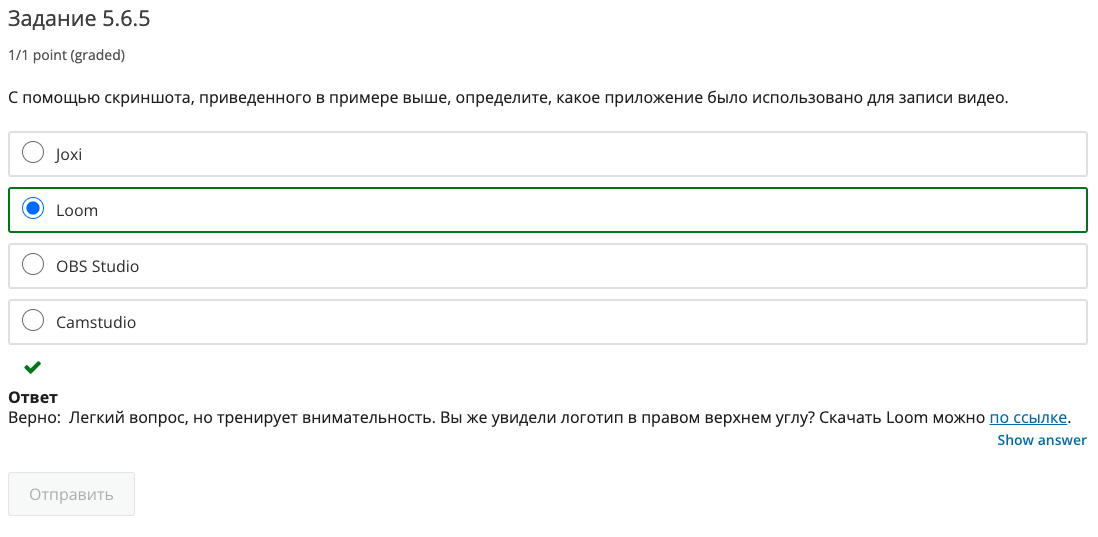 Задание 5.6.5
1/1 point (graded)
С помощью скриншота, приведенного в примере выше, определите, какое приложение было использовано для записи видео.
Joxi
Loom
OBS Studio
Camstudio
Ответ
Верно: Легкий вопрос, но тренирует внимательность. Вы же увидели логотип в правом верхнем углу? Скачать Loom можно по ссылке.
Show answer
Отправить